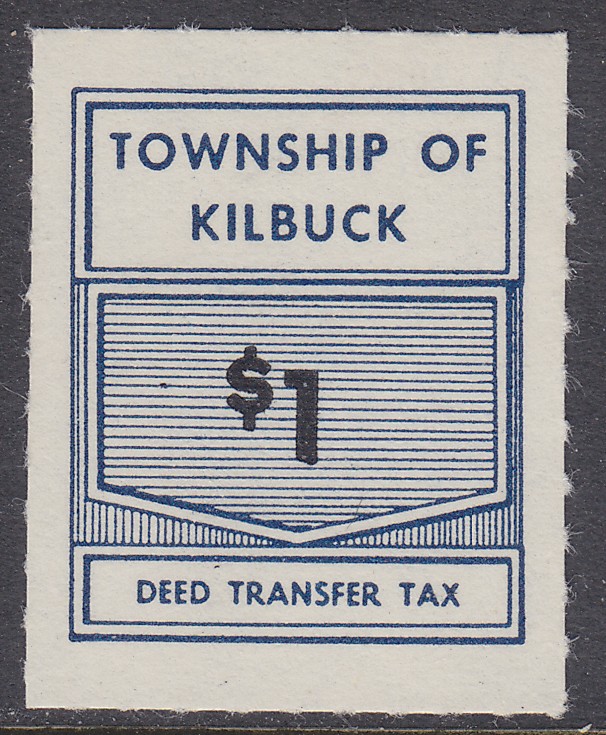 TOWNSHIP OF
KILBUCK
$1
DEED TRANSFER TAX